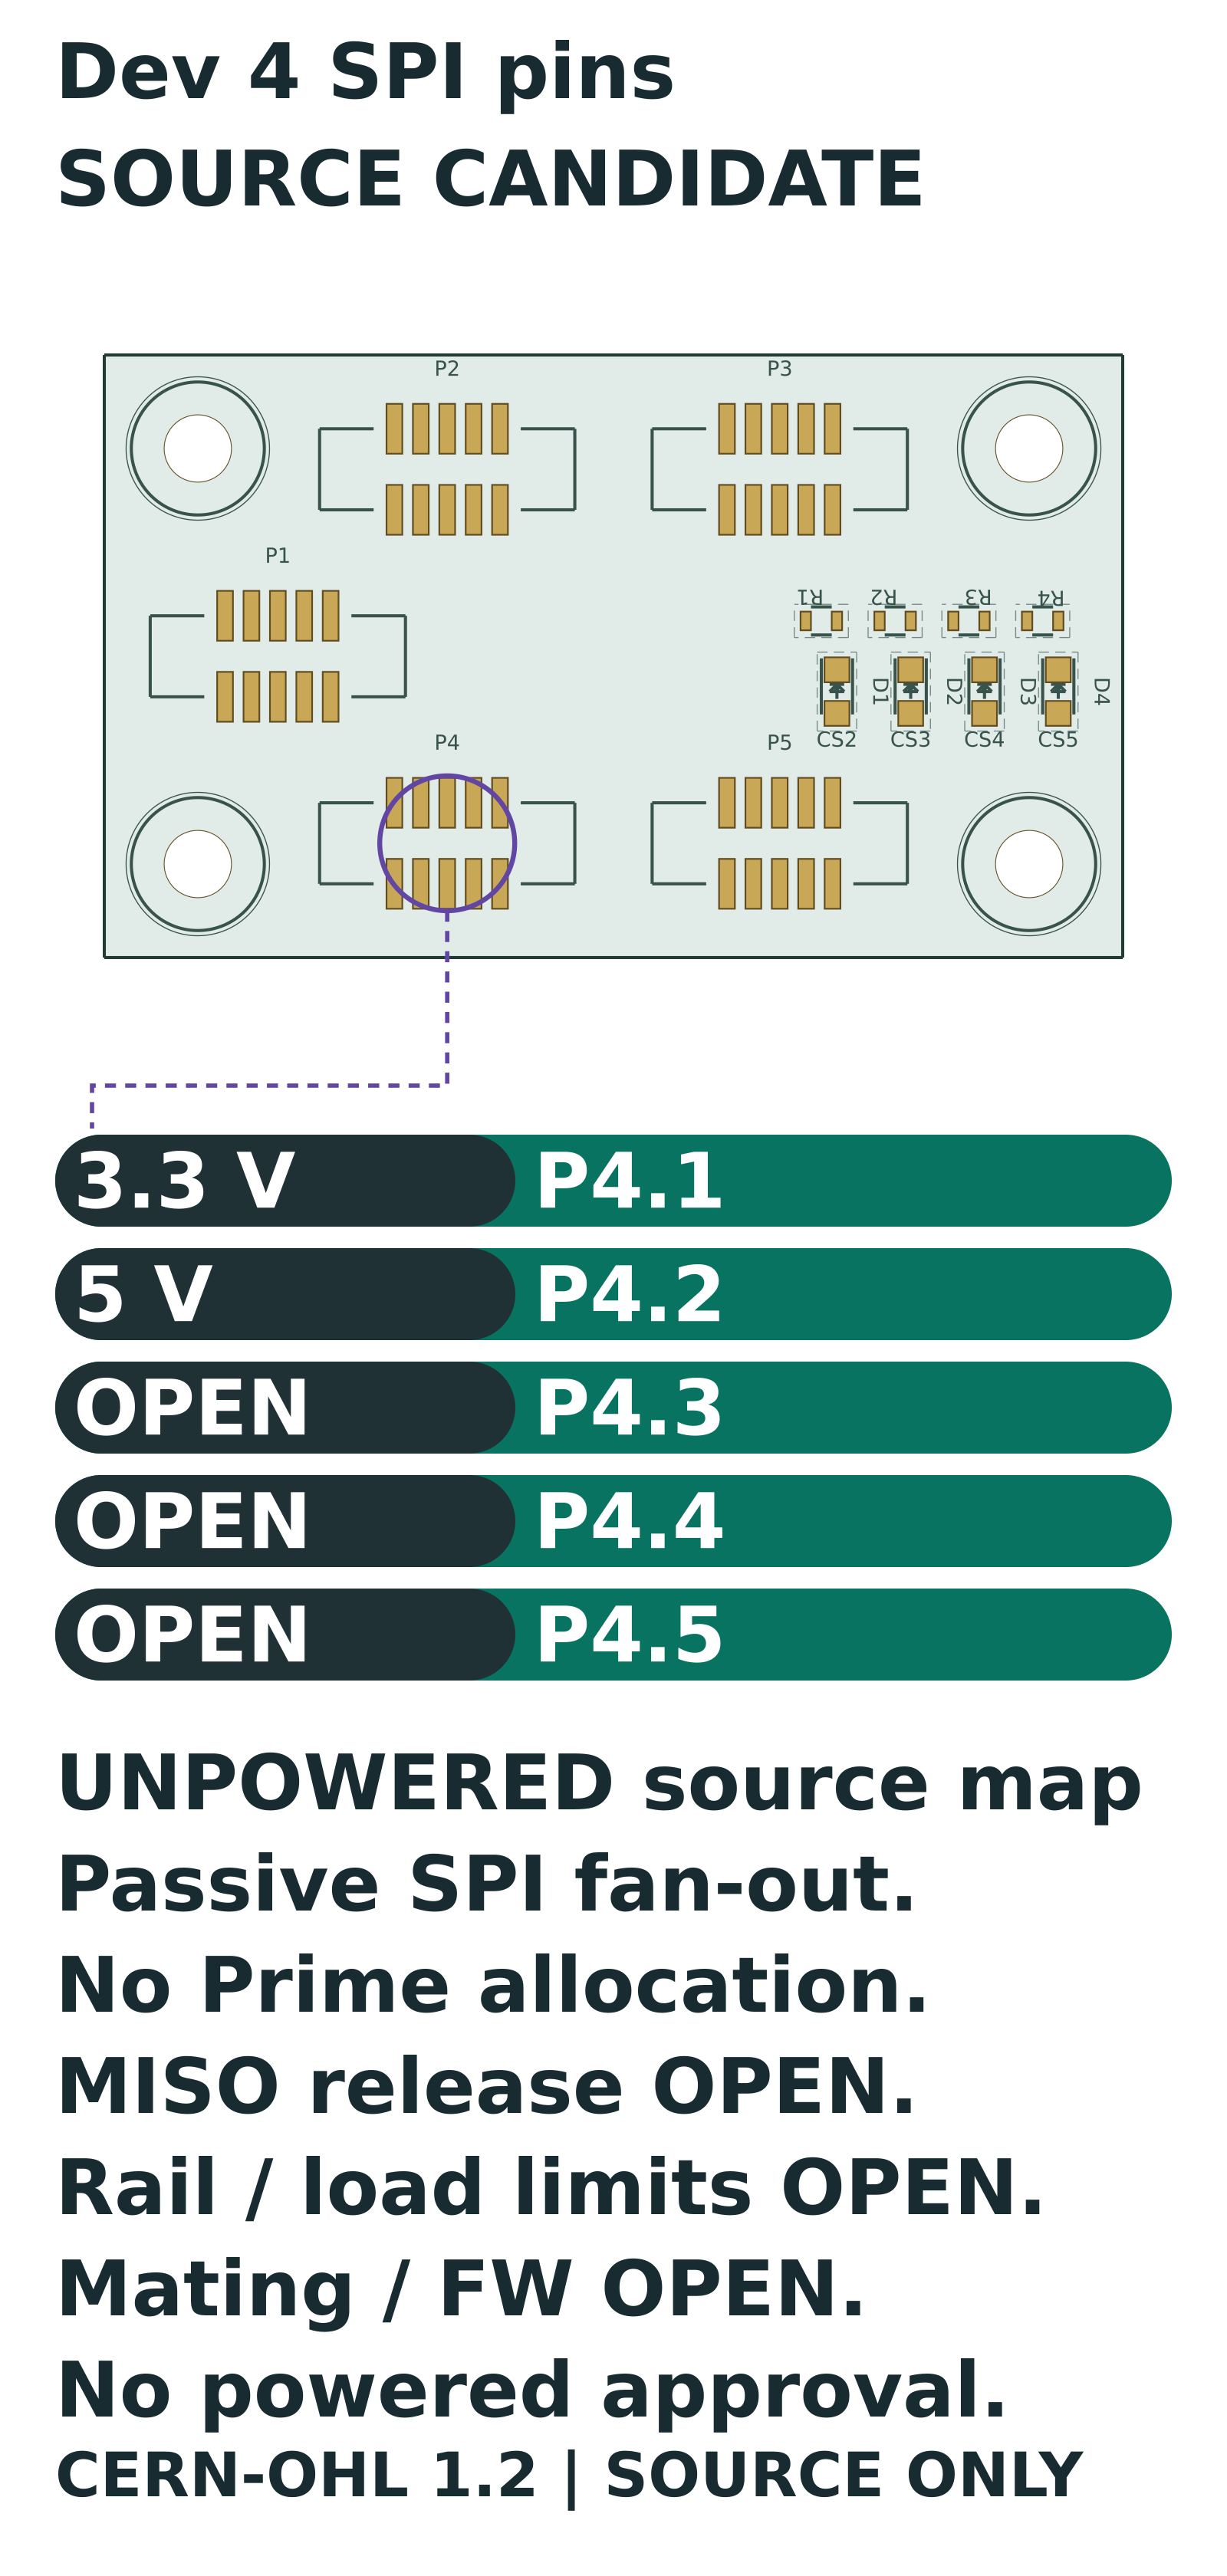 Dev 4 SPI pins
SOURCE CANDIDATE
P2 P3
P1
R1 R2 R3 R4
D1 D2 D3 D4
P4 P5 CS2 CS3 CS4 CS5
3.3 V P4.1
5 V P4.2
OPEN P4.3
OPEN P4.4
OPEN P4.5
UNPOWERED source map
Passive SPI fan-out.
No Prime allocation.
MISO release OPEN.
Rail / load limits OPEN.
Mating / FW OPEN.
No powered approval.
CERN-OHL 1.2 | SOURCE ONLY